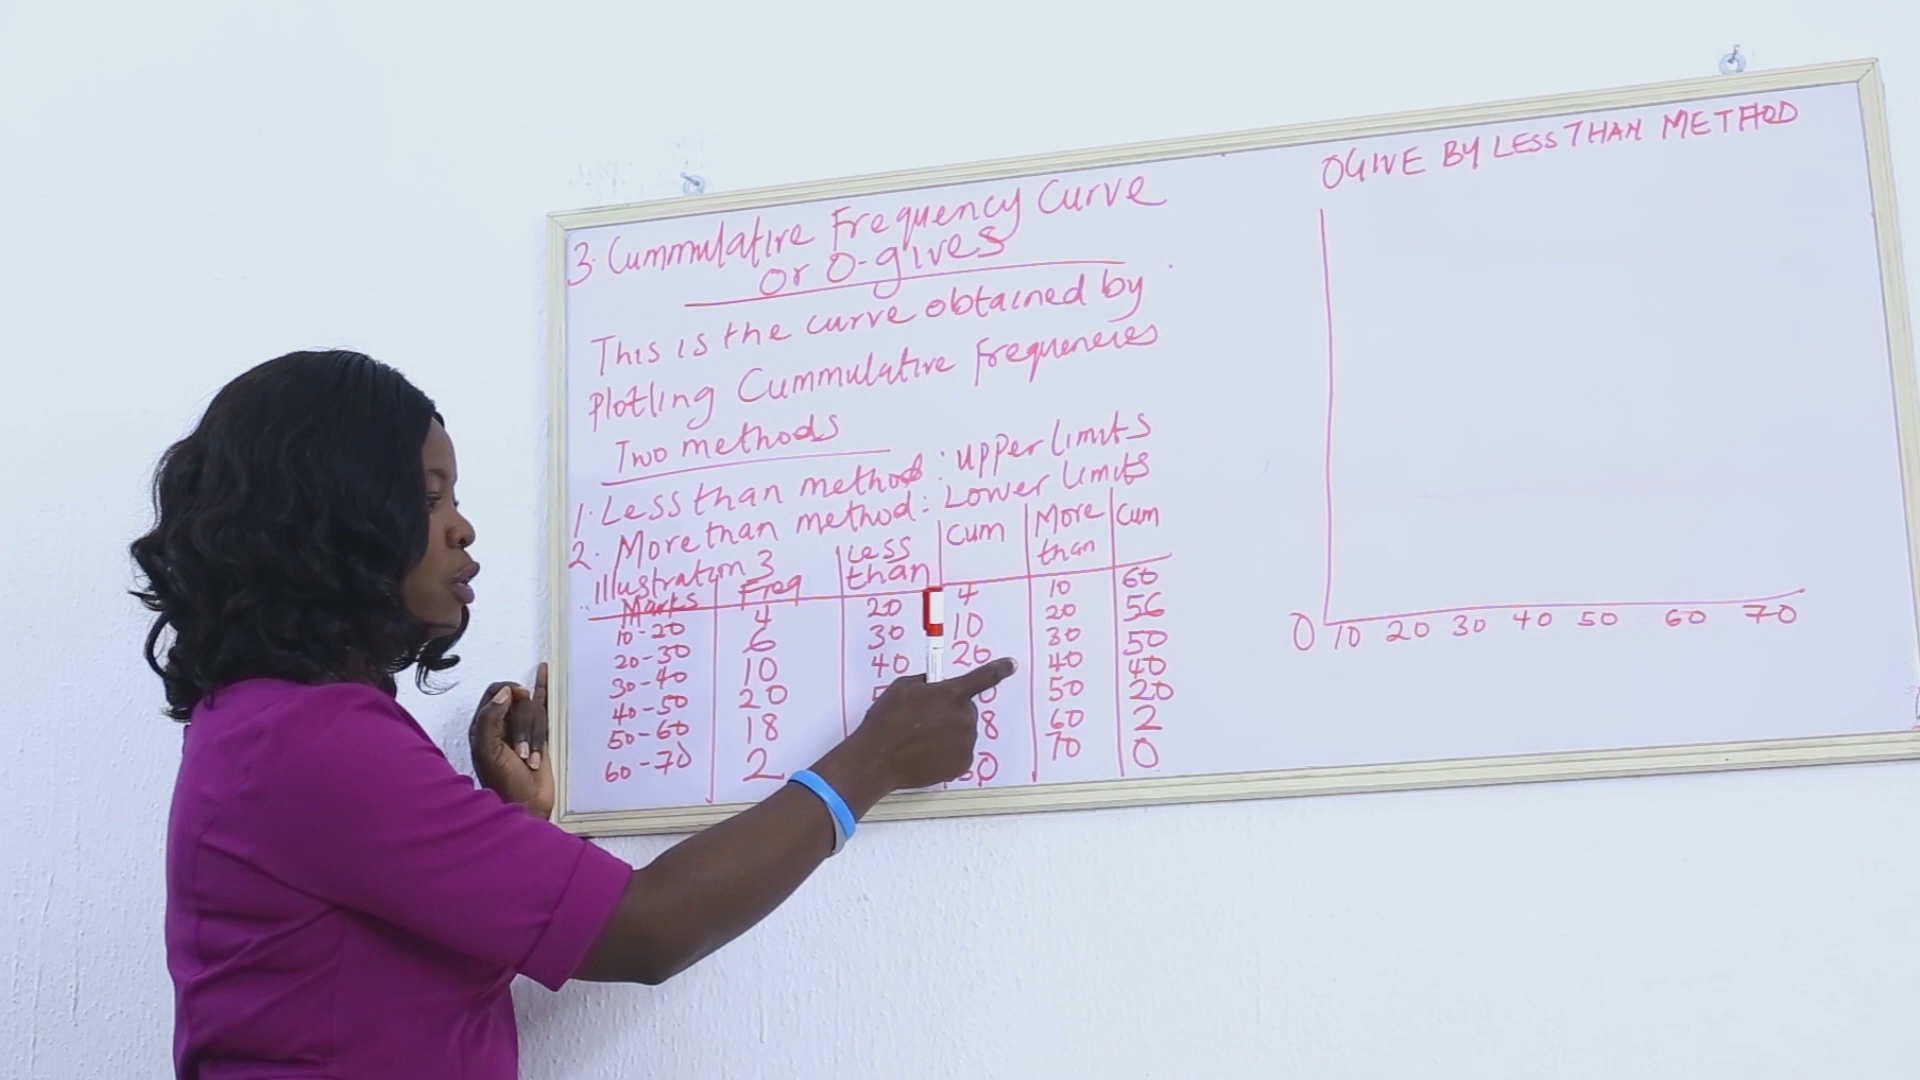 3. Cummulative Frequency Curve
or O-gives
This is the curve obtained by
Plotting Cummulative frequencies
Two methods
1. Less than method: upper limits
2. More than method: Lower limits
Illustration 3
Marks Freq Less than Cum More than Cum
10-20 4 20 4 10 60
20-30 6 30 10 20 56
30-40 10 40 20 30 50
40-50 20 40 40
50-60 18 50 20
60-70 2 60 2
70 0
OGIVE BY LESS THAN METHOD
0 10 20 30 40 50 60 70